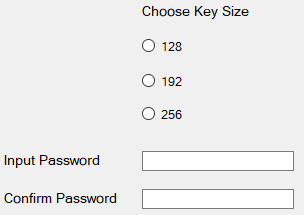 Choose Key Size
128
192
256
Input Password
Confirm Password